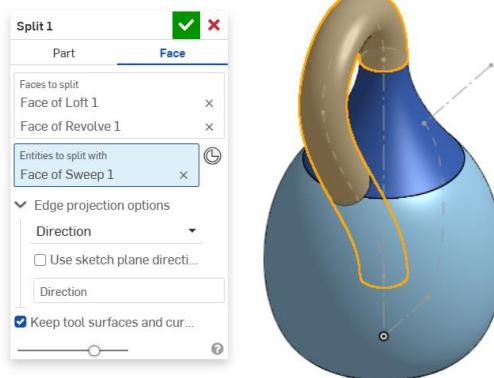 Split 1
Part Face
Faces to split
Face of Loft 1
Face of Revolve 1
Entities to split with
Face of Sweep 1
Edge projection options
Direction
Use sketch plane directi...
Direction
Keep tool surfaces and cur...